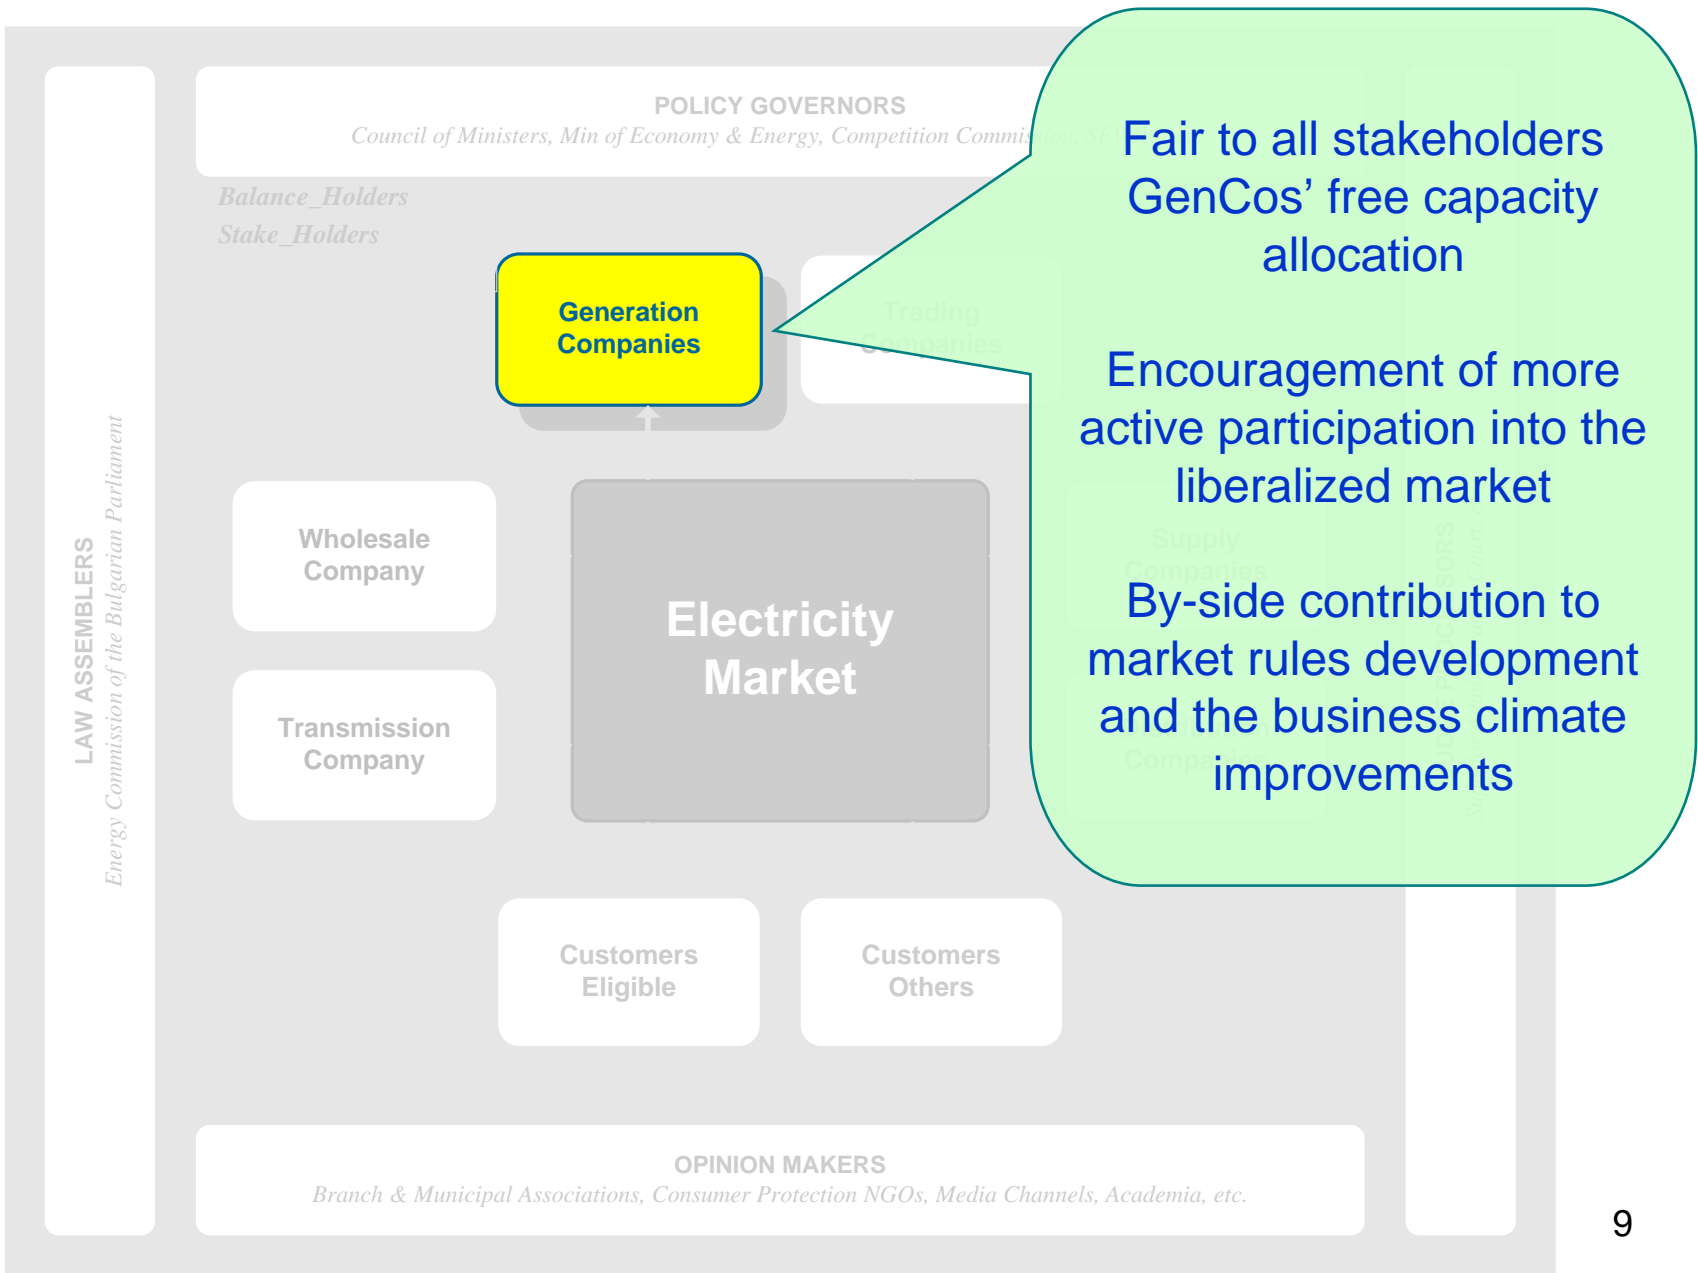 POLICY GOVERNORS
Council of Ministers, Min of Economy & Energy, Competition Commission, SEWRC
Balance_Holders
Stake_Holders
Generation
Companies
Trading
Companies
Fair to all stakeholders
GenCos’ free capacity
allocation
Encouragement of more
active participation into the
liberalized market
By-side contribution to
market rules development
and the business climate
improvements
LAW ASSEMBLERS
Energy Commission of the Bulgarian Parliament
Wholesale
Company
Electricity
Market
Supply
Companies
Transmission
Company
Companies
Customers
Eligible
Customers
Others
OPINION MAKERS
Branch & Municipal Associations, Consumer Protection NGOs, Media Channels, Academia, etc.
9